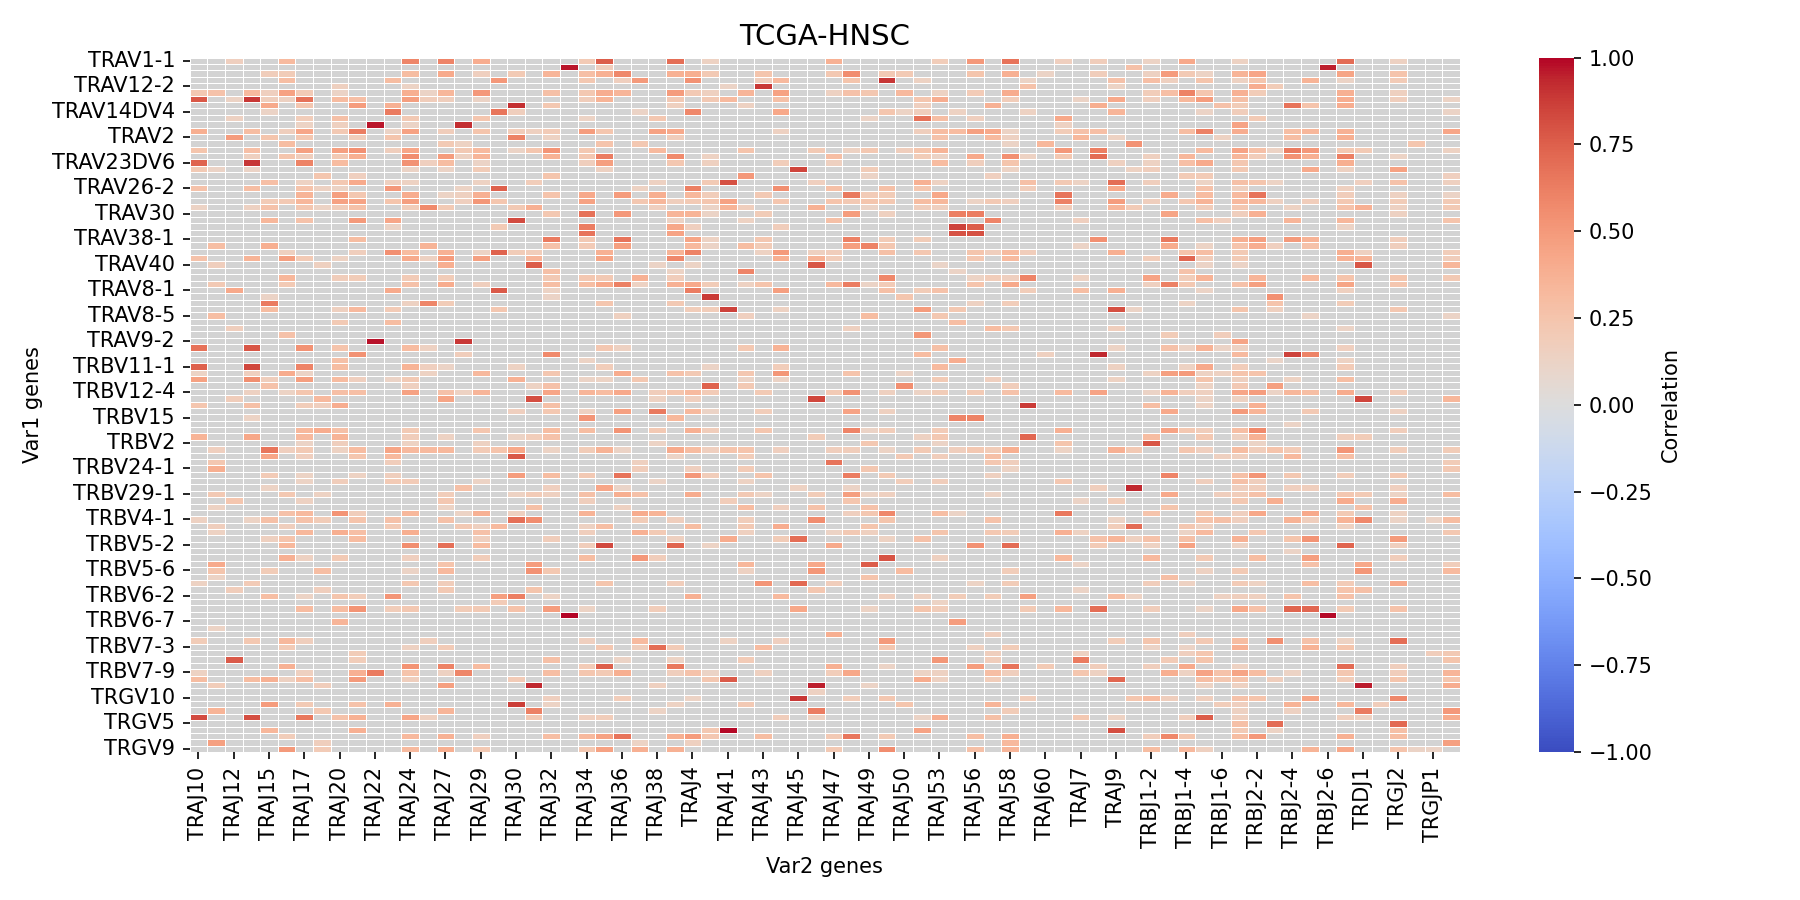 TCGA-HNSC
TRAV1-1
TRAV12-2
TRAV14DV4
TRAV2
TRAV23DV6
TRAV26-2
TRAV30
TRAV38-1
TRAV40
TRAV8-1
TRAV8-5
TRAV9-2
TRBV11-1
TRBV12-4
TRBV15
TRBV2
TRBV24-1
TRBV29-1
TRBV4-1
TRBV5-2
TRBV5-6
TRBV6-2
TRBV6-7
TRBV7-3
TRBV7-9
TRGV10
TRGV5
TRGV9
Var1 genes
TRAJ10
TRAJ12
TRAJ15
TRAJ17
TRAJ20
TRAJ22
TRAJ24
TRAJ27
TRAJ29
TRAJ30
TRAJ32
TRAJ34
TRAJ36
TRAJ38
TRAJ4
TRAJ41
TRAJ43
TRAJ45
TRAJ47
TRAJ49
TRAJ50
TRAJ53
TRAJ56
TRAJ58
TRAJ60
TRAJ7
TRAJ9
TRBJ1-2
TRBJ1-4
TRBJ1-6
TRBJ2-2
TRBJ2-4
TRBJ2-6
TRDJ1
TRGJ2
TRGJP1
Var2 genes
1.00
0.75
0.50
0.25
0.00
−0.25
−0.50
−0.75
−1.00
Correlation